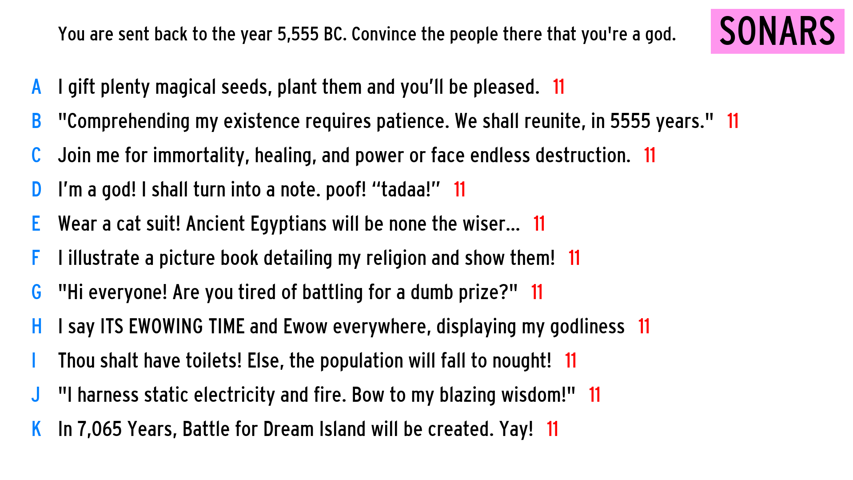 You are sent back to the year 5,555 BC. Convince the people there that you're a god.
SONARS
A I gift plenty magical seeds, plant them and you’ll be pleased. 11
B "Comprehending my existence requires patience. We shall reunite, in 5555 years." 11
C Join me for immortality, healing, and power or face endless destruction. 11
D I’m a god! I shall turn into a note. poof! “tadaa!” 11
E Wear a cat suit! Ancient Egyptians will be none the wiser... 11
F I illustrate a picture book detailing my religion and show them! 11
G "Hi everyone! Are you tired of battling for a dumb prize?" 11
H I say ITS EWOWING TIME and Ewow everywhere, displaying my godliness 11
I Thou shalt have toilets! Else, the population will fall to nought! 11
J "I harness static electricity and fire. Bow to my blazing wisdom!" 11
K In 7,065 Years, Battle for Dream Island will be created. Yay! 11